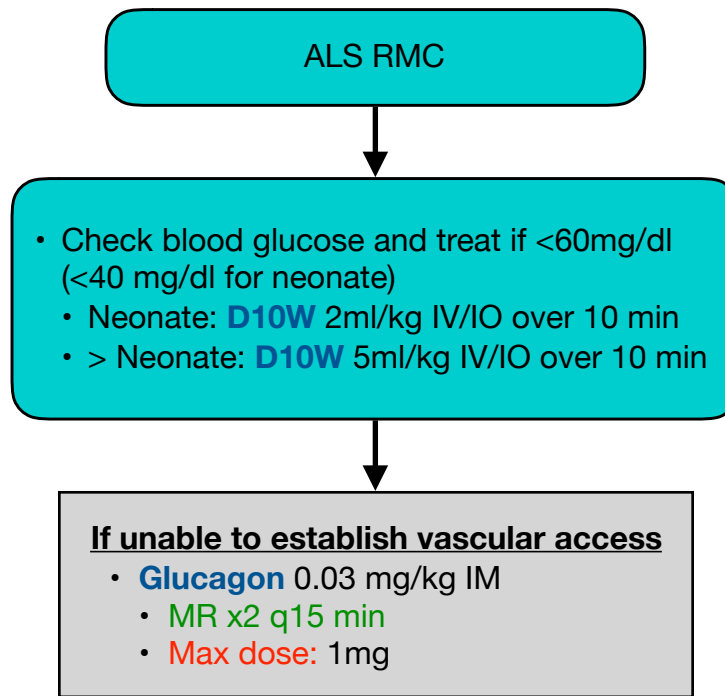 ALS RMC
• Check blood glucose and treat if <60mg/dl
(<40 mg/dl for neonate)
• Neonate: D10W 2ml/kg IV/IO over 10 min
• > Neonate: D10W 5ml/kg IV/IO over 10 min
If unable to establish vascular access
• Glucagon 0.03 mg/kg IM
• MR x2 q15 min
• Max dose: 1mg